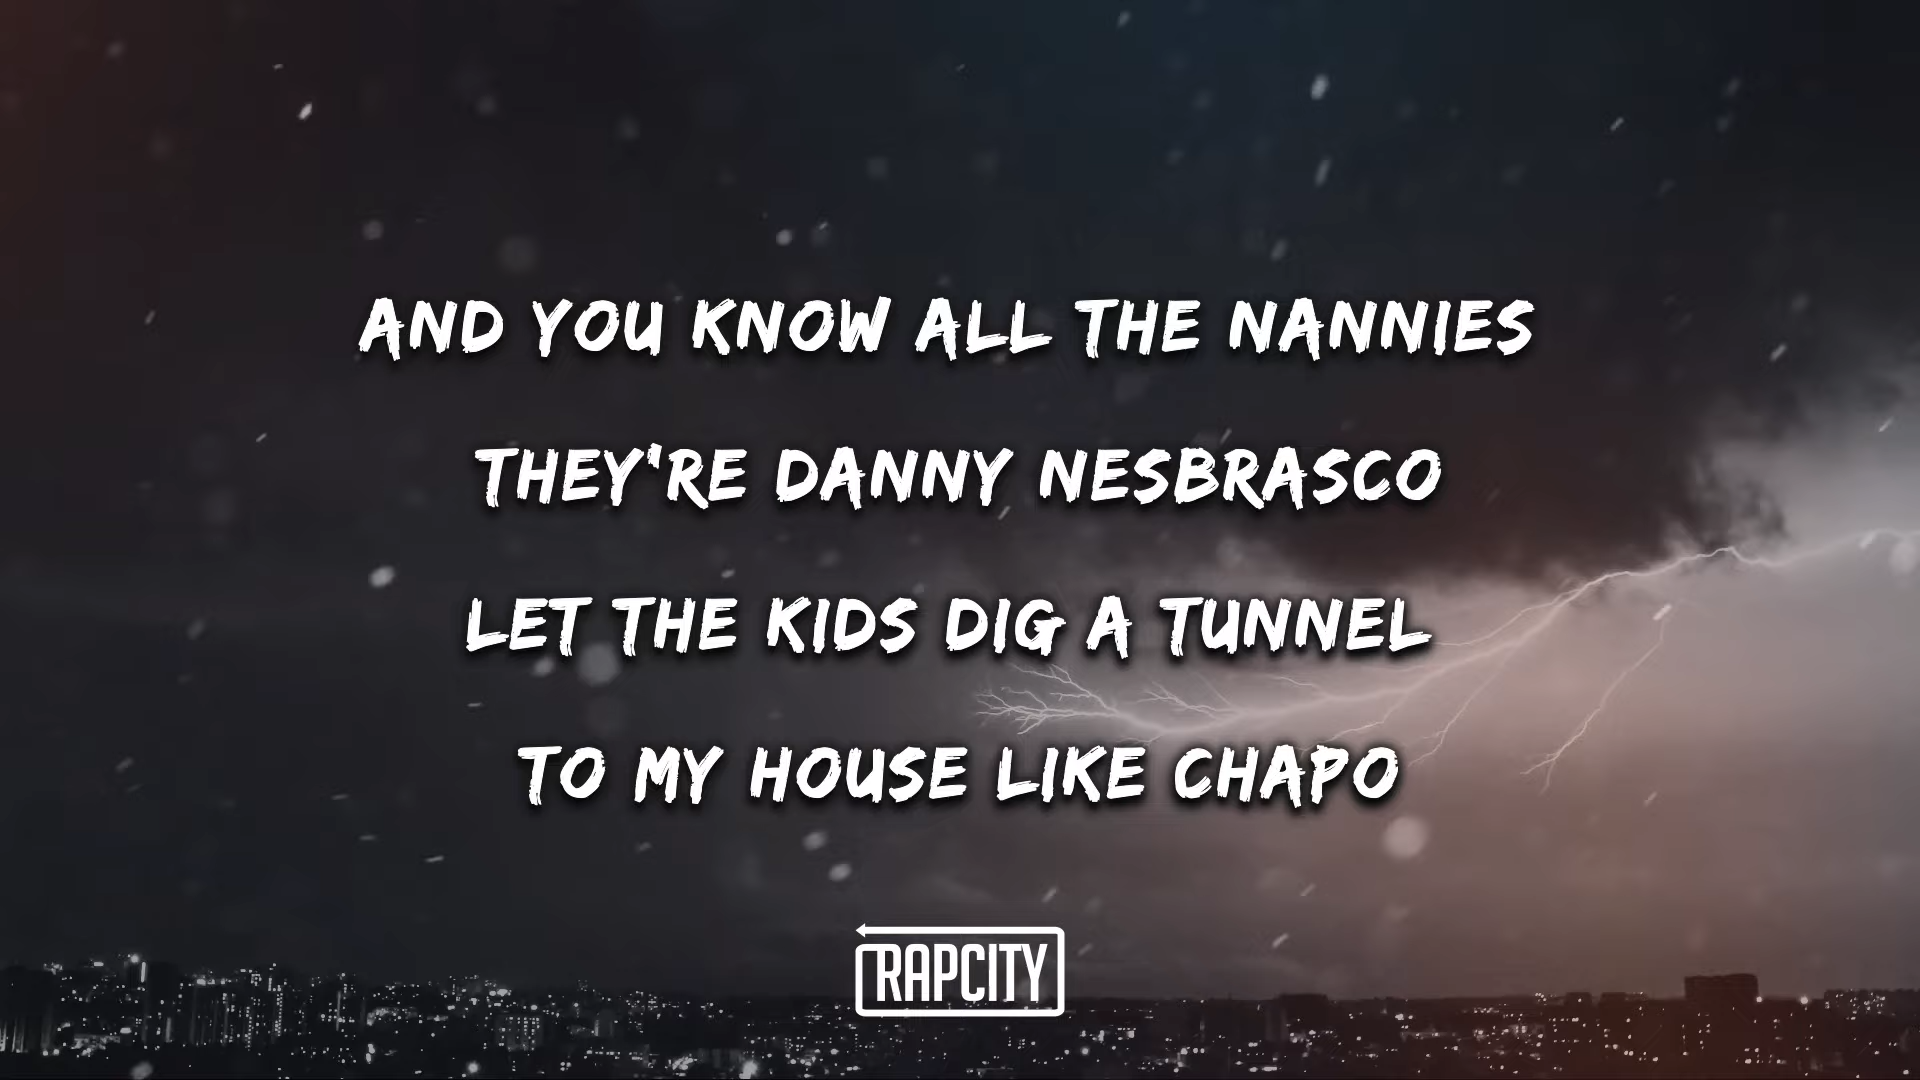 AND YOU KNOW ALL THE NANNIES
THEY'RE DANNY NESBRASCO
LET THE KIDS DIG A TUNNEL
TO MY HOUSE LIKE CHAPO
RAPCITY